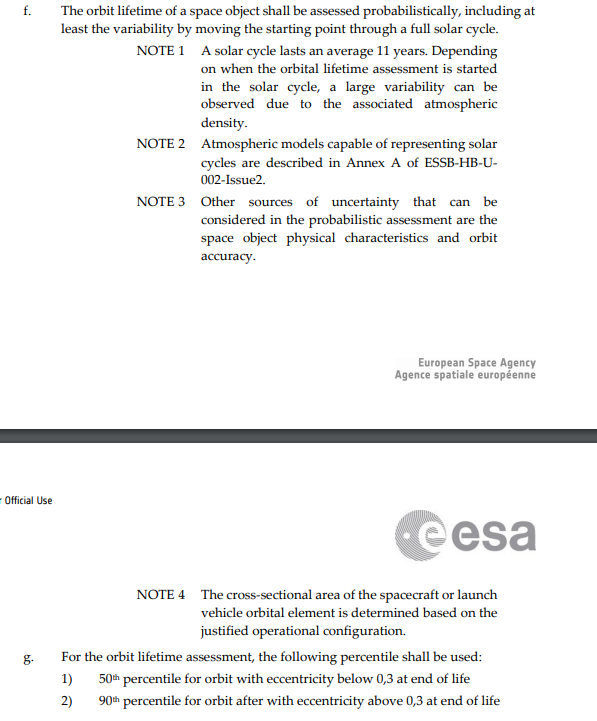 f. The orbit lifetime of a space object shall be assessed probabilistically, including at
least the variability by moving the starting point through a full solar cycle.
NOTE 1 A solar cycle lasts an average 11 years. Depending
on when the orbital lifetime assessment is started
in the solar cycle, a large variability can be
observed due to the associated atmospheric
density.
NOTE 2 Atmospheric models capable of representing solar
cycles are described in Annex A of ESSB-HB-U-
002-Issue2.
NOTE 3 Other sources of uncertainty that can be
considered in the probabilistic assessment are the
space object physical characteristics and orbit
accuracy.
European Space Agency
Agence spatiale européenne
Official Use
esa
NOTE 4 The cross-sectional area of the spacecraft or launch
vehicle orbital element is determined based on the
justified operational configuration.
g. For the orbit lifetime assessment, the following percentile shall be used:
1) 50th percentile for orbit with eccentricity below 0,3 at end of life
2) 90th percentile for orbit after with eccentricity above 0,3 at end of life